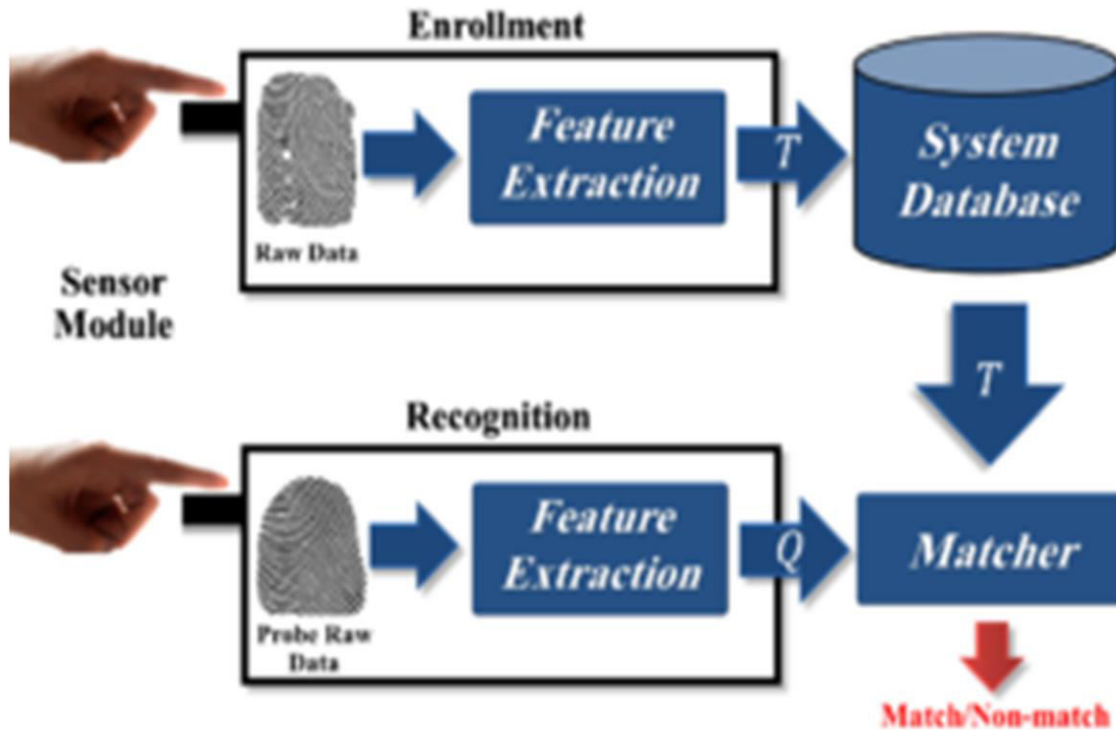 Enrollment
Feature
Extraction
Raw Data
T
System
Database
Sensor
Module
T
Recognition
Feature
Extraction
Probe Raw
Data
Q
Matcher
Match/Non-match